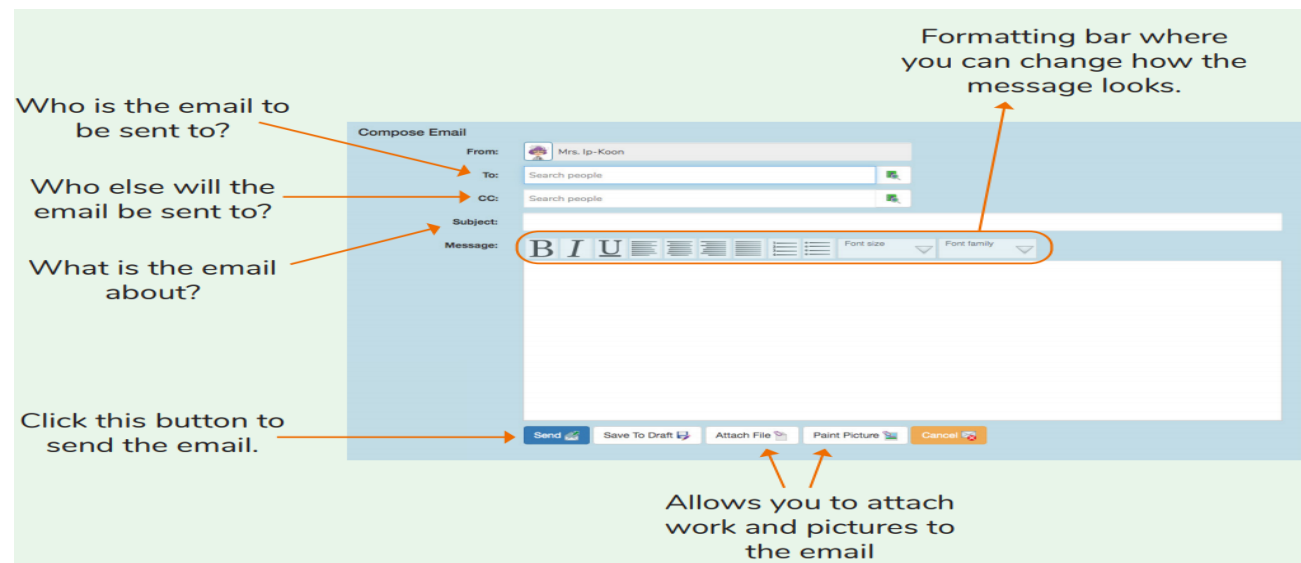 Formatting bar where
you can change how the
message looks.
Who is the email to
be sent to?
Who else will the
email be sent to?
What is the email
about?
Click this button to
send the email.
Compose Email
From: Mrs. Ip-Koon
To: Search people
CC: Search people
Subject:
Message: B I U Font size Font family
Send Save To Draft Attach File Paint Picture Cancel
Allows you to attach
work and pictures to
the email